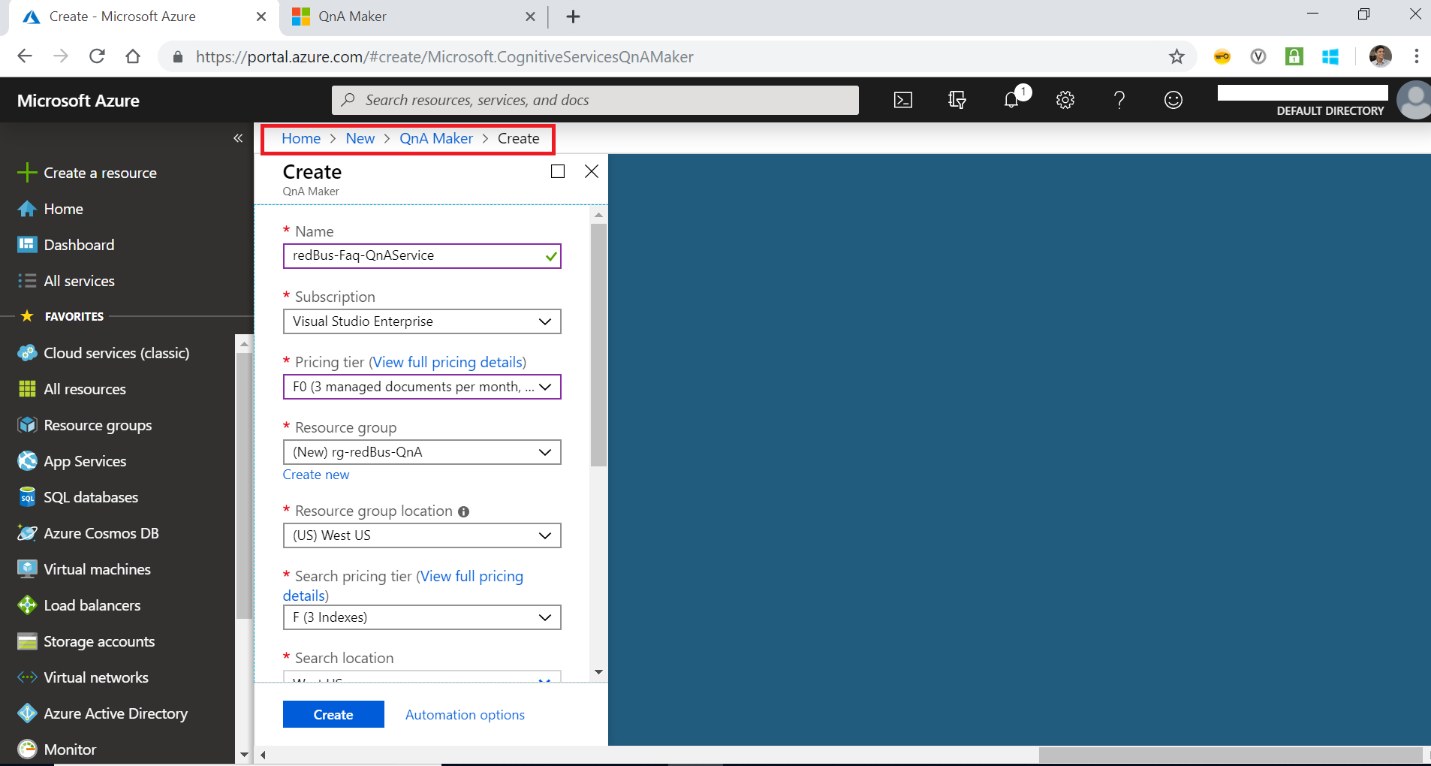 Create - Microsoft Azure
QnA Maker
https://portal.azure.com/#create/Microsoft.CognitiveServicesQnAMaker
Microsoft Azure
Search resources, services, and docs
1
DEFAULT DIRECTORY
Home > New > QnA Maker > Create
Create a resource
Home
Dashboard
All services
FAVORITES
Cloud services (classic)
All resources
Resource groups
App Services
SQL databases
Azure Cosmos DB
Virtual machines
Load balancers
Storage accounts
Virtual networks
Azure Active Directory
Monitor
Create
QnA Maker
* Name
redBus-Faq-QnAService
* Subscription
Visual Studio Enterprise
* Pricing tier (View full pricing details)
F0 (3 managed documents per month, ...
* Resource group
(New) rg-redBus-QnA
Create new
* Resource group location
(US) West US
* Search pricing tier (View full pricing
details)
F (3 Indexes)
* Search location
West US
Create
Automation options